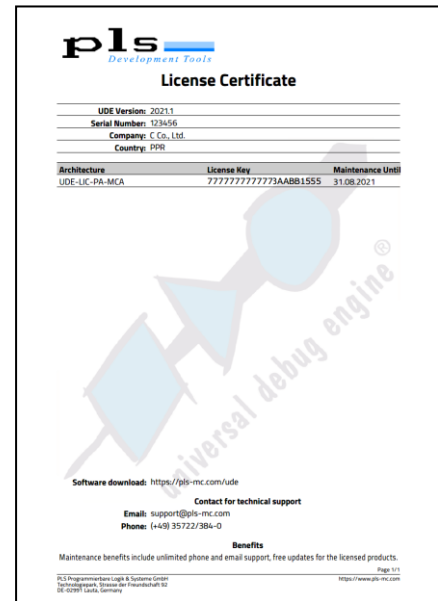 pls
Development Tools
License Certificate
UDE Version: 2021.1
Serial Number: 123456
Company: C Co., Ltd.
Country: PPR
Architecture License Key Maintenance Until
UDE-LIC-PA-MCA 7777777777773AABB1555 31.08.2021
universal debug engine ®
Software download: https://pls-mc.com/ude
Contact for technical support
Email: support@pls-mc.com
Phone: (+49) 35722/384-0
Benefits
Maintenance benefits include unlimited phone and email support, free updates for the licensed products.
Page 1/1
PLS Programmierbare Logik & Systeme GmbH https://www.pls-mc.com
Technologiepark, Strasse der Freundschaft 92
DE-02991 Lauta, Germany